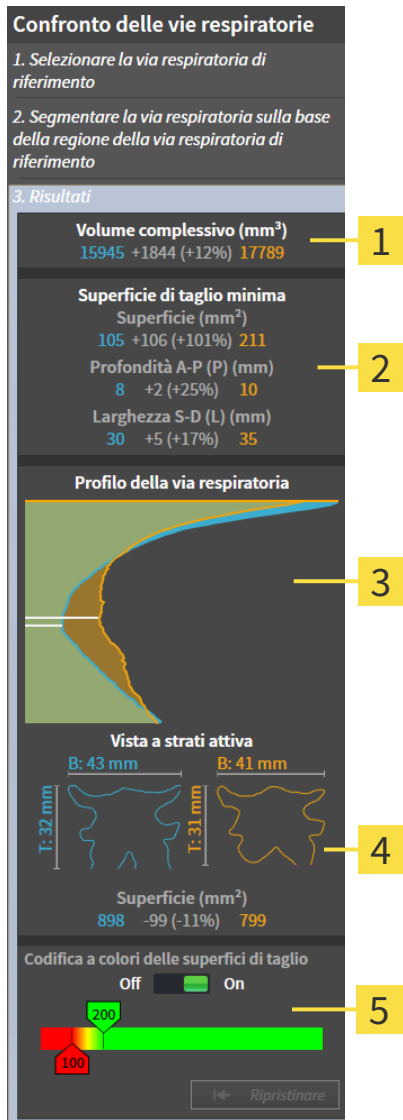 Confronto delle vie respiratorie
1. Selezionare la via respiratoria di
riferimento
2. Segmentare la via respiratoria sulla base
della regione della via respiratoria di
riferimento
3. Risultati
Volume complessivo (mm³)
15945 +1844 (+12%) 17789
1
Superficie di taglio minima
Superficie (mm²)
105 +106 (+101%) 211
Profondità A-P (P) (mm)
8 +2 (+25%) 10
2
Larghezza S-D (L) (mm)
30 +5 (+17%) 35
Profilo della via respiratoria
3
Vista a strati attiva
B: 43 mm B: 41 mm
T: 32 mm T: 31 mm
4
Superficie (mm²)
898 -99 (-11%) 799
Codifica a colori delle superfici di taglio
Off On
5
200
100
Ripristinare